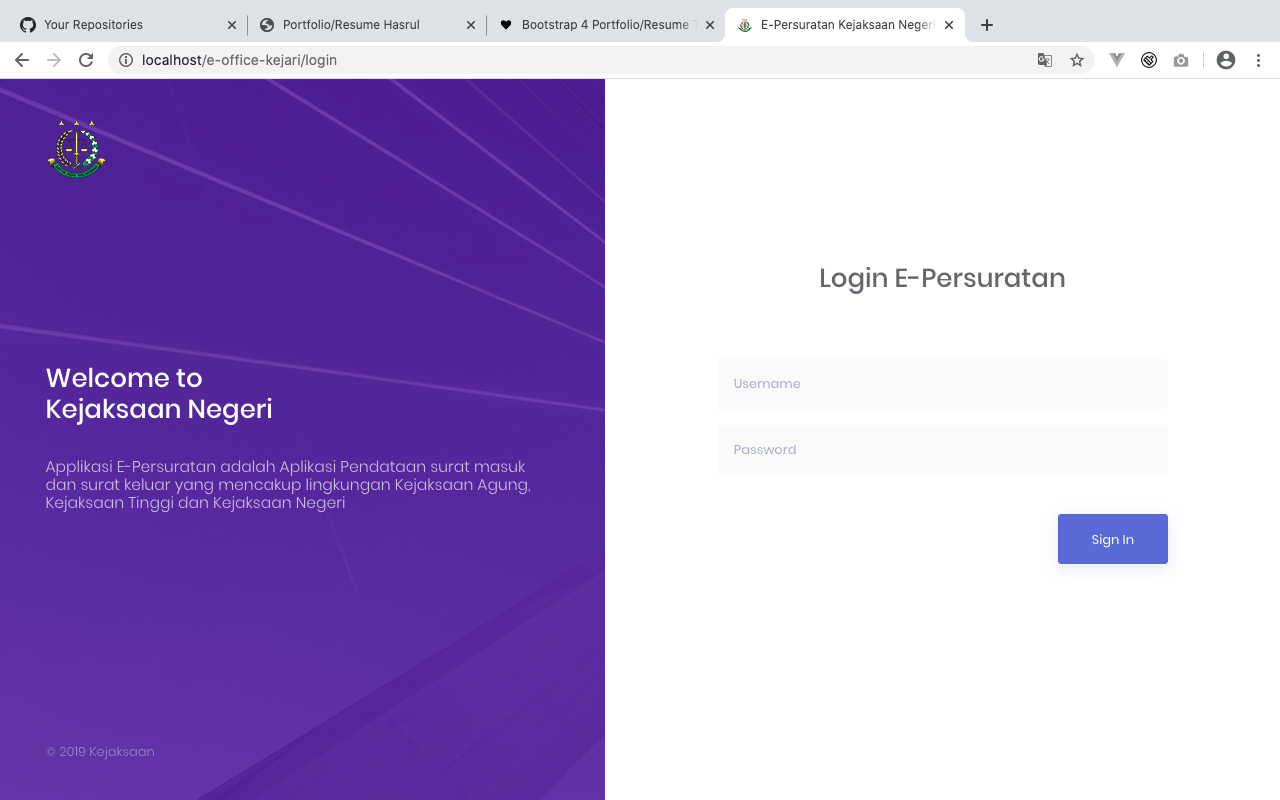 Your Repositories
Portfolio/Resume Hasrul
Bootstrap 4 Portfolio/Resume
E-Persuratan Kejaksaan Negeri
localhost/e-office-kejari/login
Login E-Persuratan
Welcome to
Kejaksaan Negeri
Username
Password
Applikasi E-Persuratan adalah Aplikasi Pendataan surat masuk
dan surat keluar yang mencakup lingkungan Kejaksaan Agung,
Kejaksaan Tinggi dan Kejaksaan Negeri
Sign In
© 2019 Kejaksaan